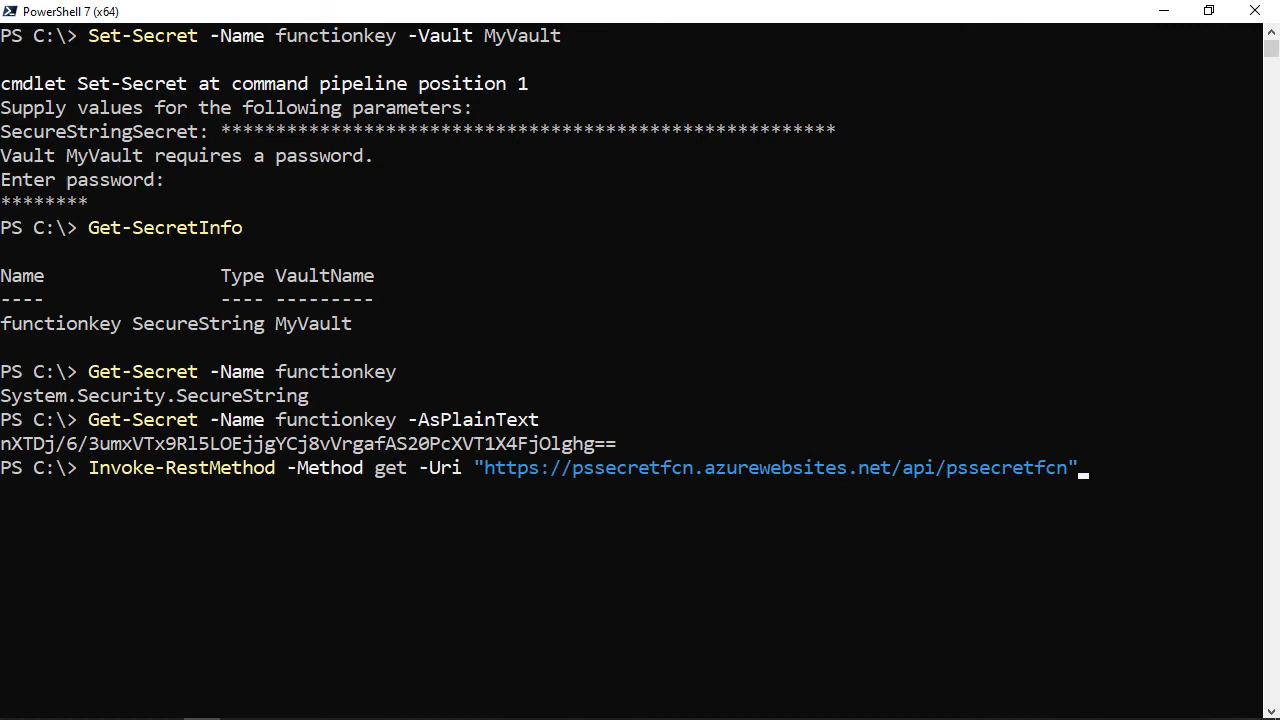 PowerShell 7 (x64)
PS C:\> Set-Secret -Name functionkey -Vault MyVault
cmdlet Set-Secret at command pipeline position 1
Supply values for the following parameters:
SecureStringSecret: ********************************************************
Vault MyVault requires a password.
Enter password:
********
PS C:\> Get-SecretInfo
Name                Type VaultName
----                ---- ---------
functionkey SecureString MyVault
PS C:\> Get-Secret -Name functionkey
System.Security.SecureString
PS C:\> Get-Secret -Name functionkey -AsPlainText
nXTDj/6/3umxVTx9Rl5LOEjjgYCj8vVrgafAS20PcXVT1X4FjOlghg==
PS C:\> Invoke-RestMethod -Method get -Uri "https://pssecretfcn.azurewebsites.net/api/pssecretfcn"